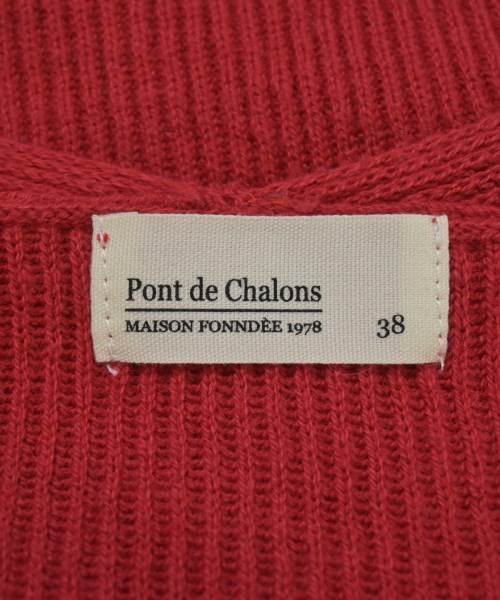 Pont de Chalons
MAISON FONNDÈE 1978
38